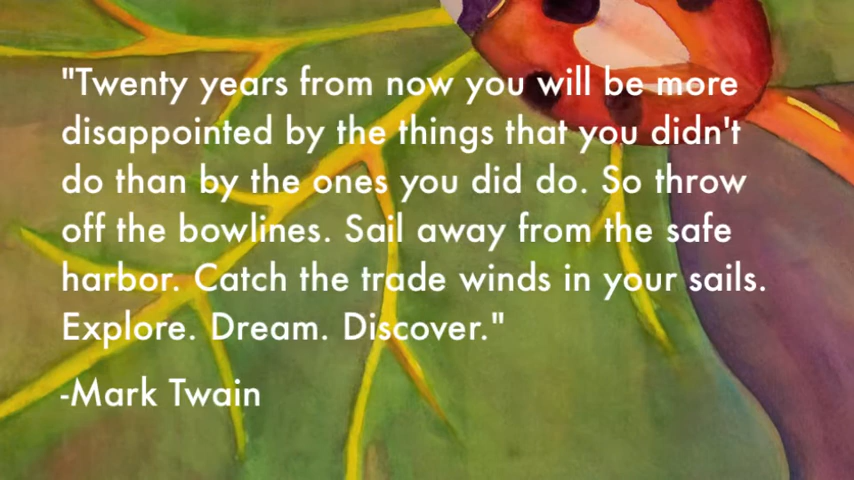 "Twenty years from now you will be more
disappointed by the things that you didn't
do than by the ones you did do. So throw
off the bowlines. Sail away from the safe
harbor. Catch the trade winds in your sails.
Explore. Dream. Discover."
-Mark Twain